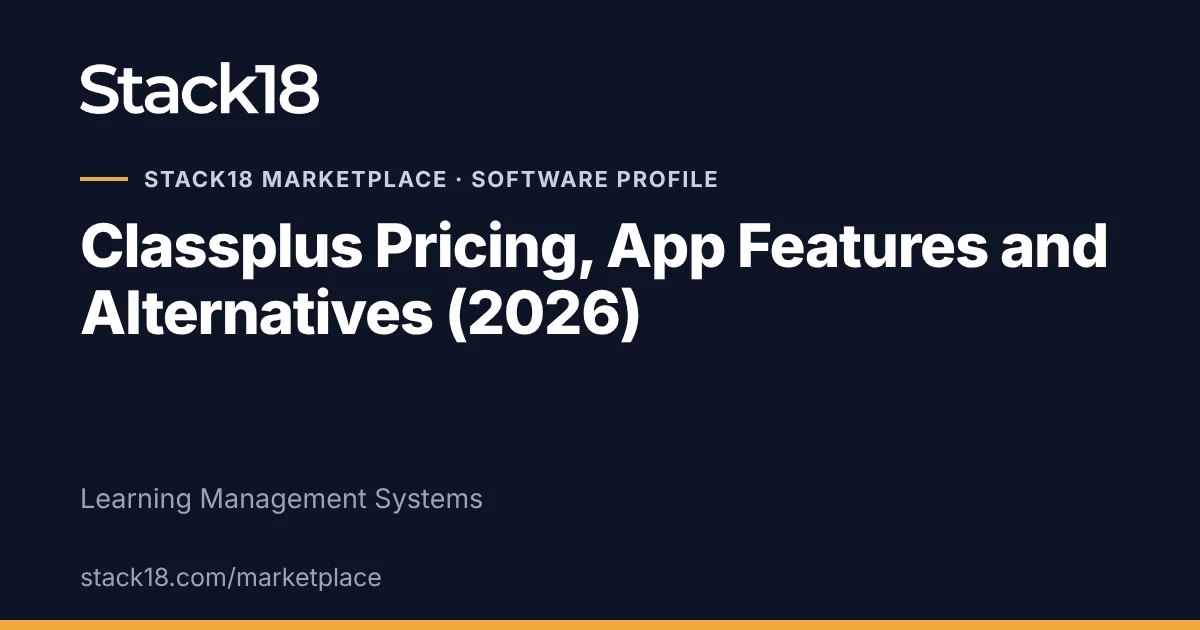 Stack18
STACK18 MARKETPLACE · SOFTWARE PROFILE
Classplus Pricing, App Features and
Alternatives (2026)
Learning Management Systems
stack18.com/marketplace